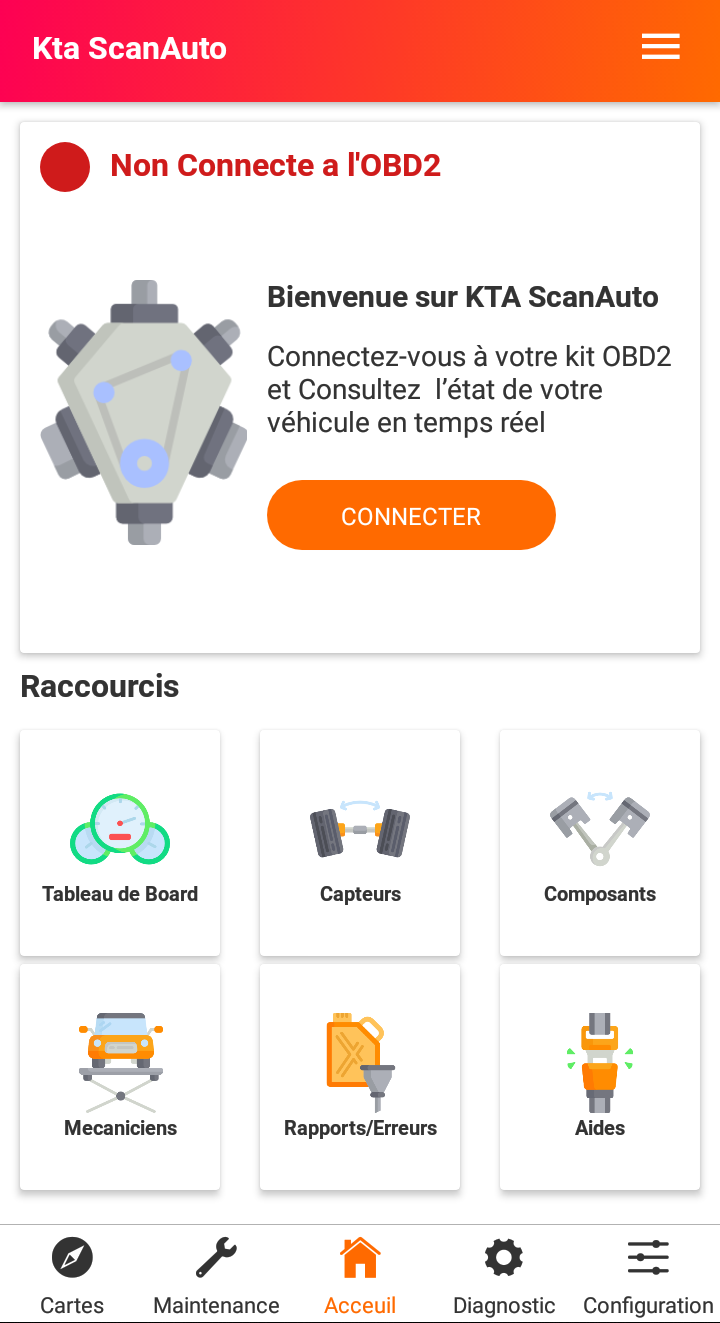 Kta ScanAuto
Non Connecte a l'OBD2
Bienvenue sur KTA ScanAuto
Connectez-vous à votre kit OBD2
et Consultez  l’état de votre
véhicule en temps réel
CONNECTER
Raccourcis
Tableau de Board
Capteurs
Composants
Mecaniciens
Rapports/Erreurs
Aides
Cartes
Maintenance
Acceuil
Diagnostic
Configuration